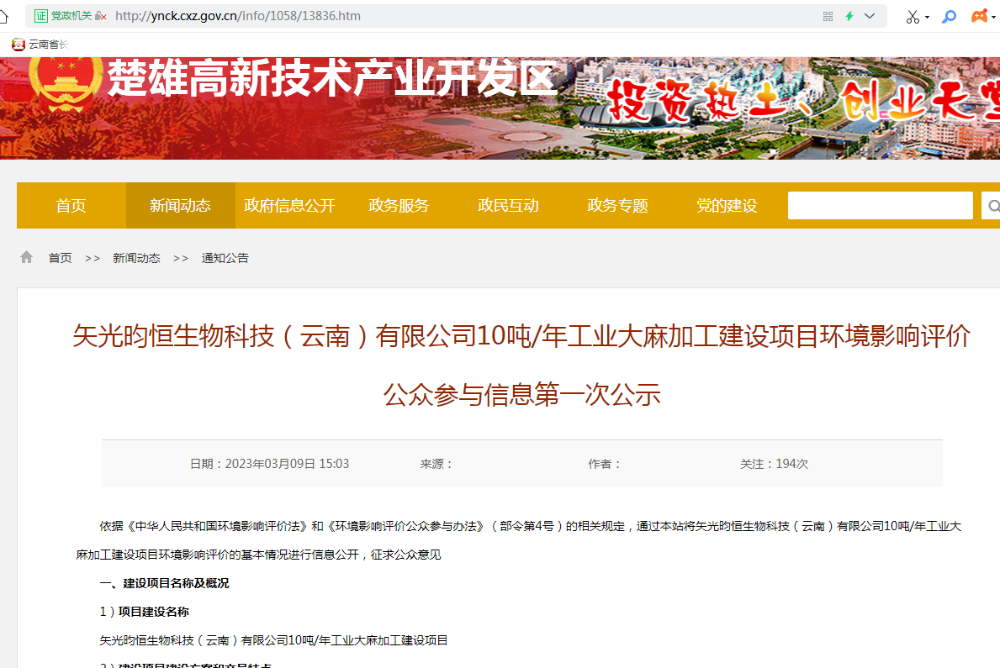 证 党政机关 http://ynck.cxz.gov.cn/info/1058/13836.htm
云南省长
楚雄高新技术产业开发区
投资热土、创业天堂
首页 新闻动态 政府信息公开 政务服务 政民互动 政务专题 党的建设
首页 >> 新闻动态 >> 通知公告
矢光昀恒生物科技（云南）有限公司10吨/年工业大麻加工建设项目环境影响评价
公众参与信息第一次公示
日期：2023年03月09日 15:03 来源： 作者： 关注：194次
依据《中华人民共和国环境影响评价法》和《环境影响评价公众参与办法》（部令第4号）的相关规定，通过本站将矢光昀恒生物科技（云南）有限公司10吨/年工业大
麻加工建设项目环境影响评价的基本情况进行信息公开，征求公众意见
一、建设项目名称及概况
1）项目建设名称
矢光昀恒生物科技（云南）有限公司10吨/年工业大麻加工建设项目
2）建设项目建设方案和产品特点